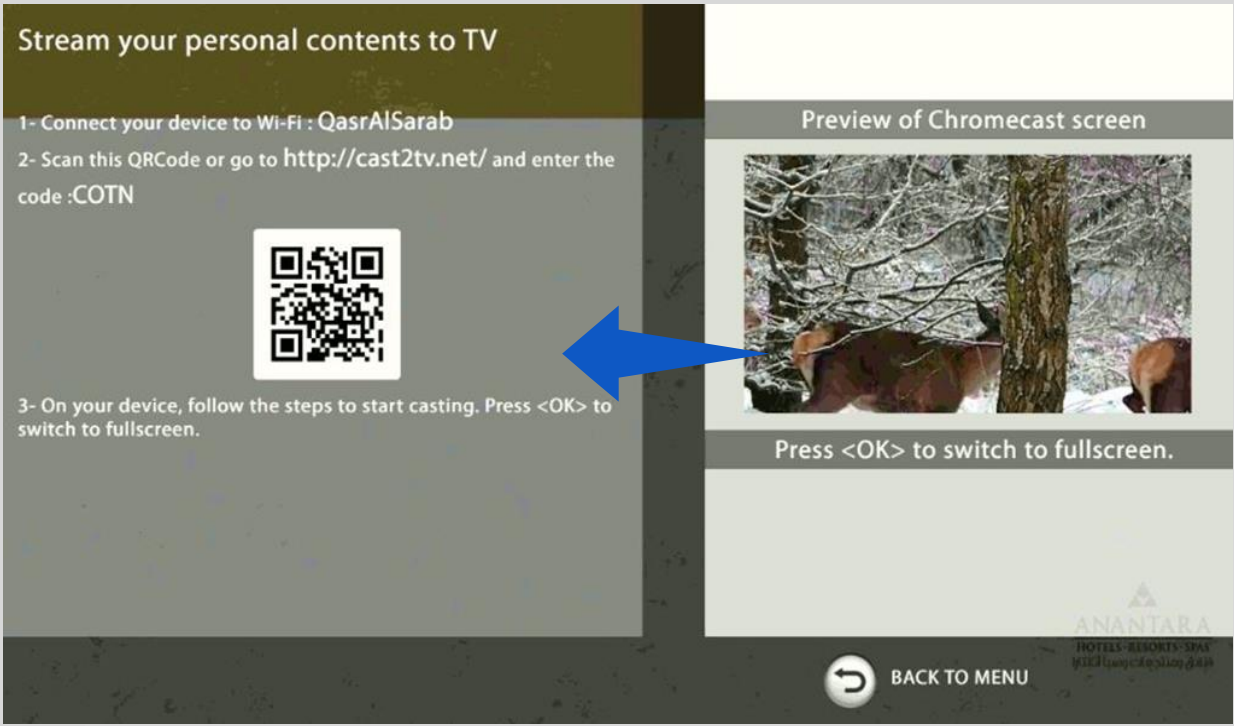 Stream your personal contents to TV
1- Connect your device to Wi-Fi : QasrAlSarab
2- Scan this QRCode or go to http://cast2tv.net/ and enter the
code :COTN
3- On your device, follow the steps to start casting. Press <OK> to
switch to fullscreen.
Preview of Chromecast screen
Press <OK> to switch to fullscreen.
ANANTARA
HOTELS·RESORTS·SPAS
BACK TO MENU